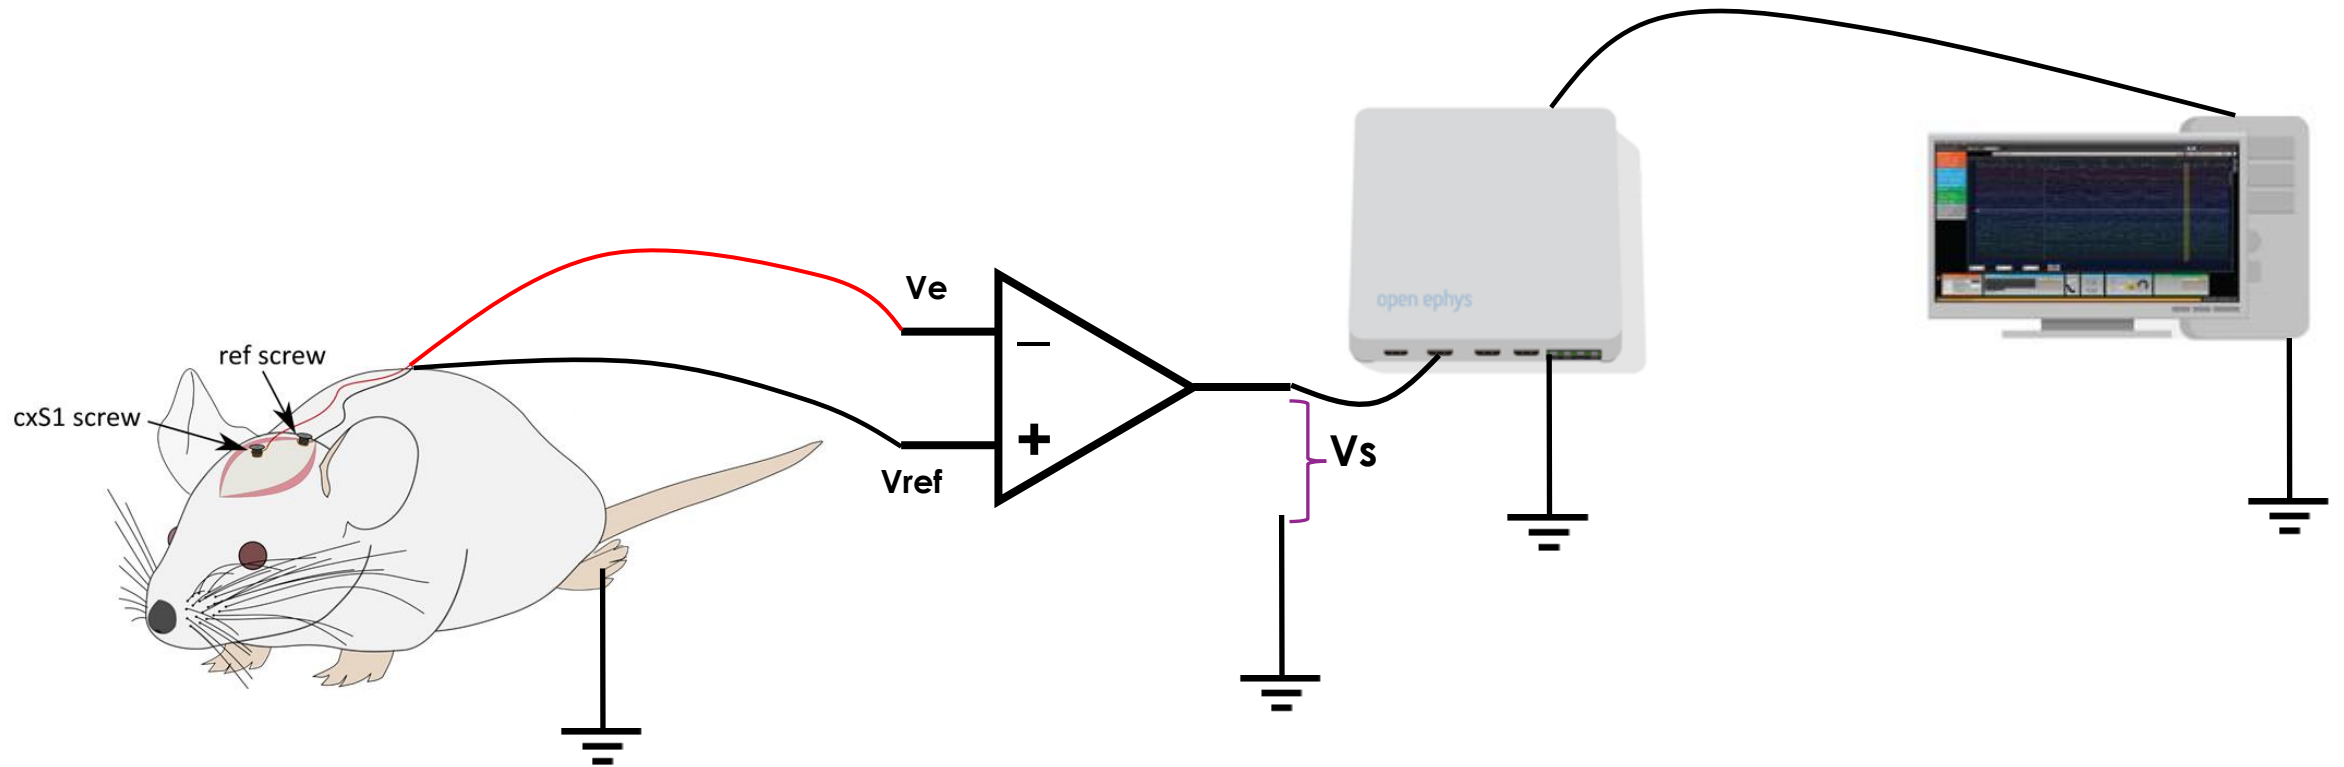 ref screw
cxS1 screw
Ve
−
+
Vref
Vs
open ephys